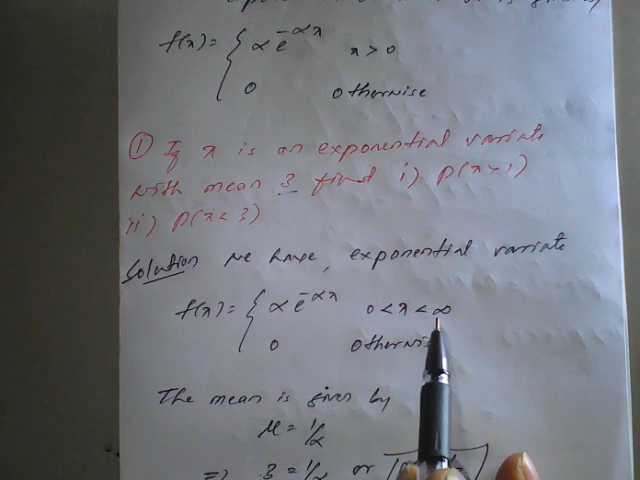 f(x) = { αe^-αx x > 0
0 otherwise
① If x is an exponential variate
with mean 3 find i) P(x>1)
ii) P(x<3)
Solution we have, exponential variate
f(x) = { αe^-αx 0<x<∞
0 otherwise
The mean is given by
μ = 1/α
⇒ 3 = 1/α or